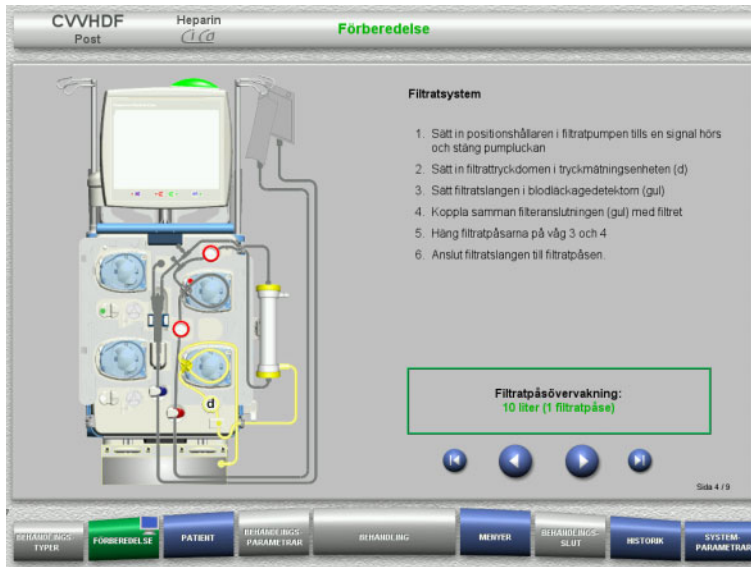 CVVHDF
Post
Heparin
Ci Ca
Förberedelse
Filtratsystem
1. Sätt in positionshållaren i filtratpumpen tills en signal hörs
och stäng pumpluckan
2. Sätt in filtrattryckdomen i tryckmätningsenheten (d)
3. Sätt filtratslangen i blodläckagedetektorn (gul)
4. Koppla samman filteranslutningen (gul) med filtret
5. Häng filtratpåsarna på våg 3 och 4
6. Anslut filtratslangen till filtratpåsen.
d
Filtratpåsövervakning:
10 liter (1 filtratpåse)
Sida 4 / 9
BEHANDLINGS-
TYPER
FÖRBEREDELSE
PATIENT
BEHANDLINGS-
PARAMETRAR
BEHANDLING
MENYER
BEHANDLINGS-
SLUT
HISTORIK
SYSTEM-
PARAMETRAR